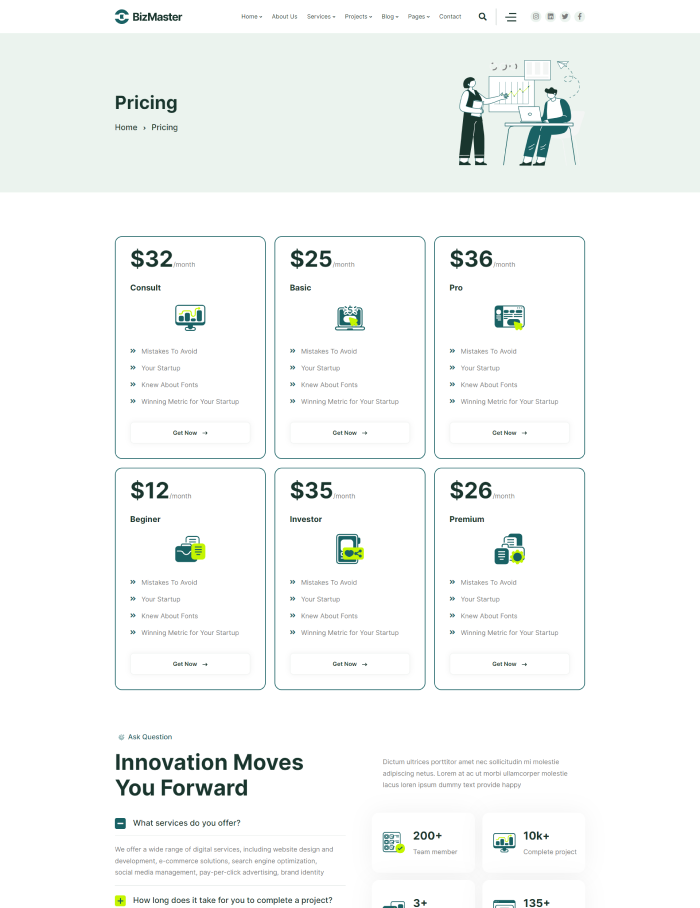 BizMaster
Home About Us Services Projects Blog Pages Contact
Pricing
Home › Pricing
$32/month
Consult
Mistakes To Avoid
Your Startup
Knew About Fonts
Winning Metric for Your Startup
Get Now →
$25/month
Basic
Mistakes To Avoid
Your Startup
Knew About Fonts
Winning Metric for Your Startup
Get Now →
$36/month
Pro
Mistakes To Avoid
Your Startup
Knew About Fonts
Winning Metric for Your Startup
Get Now →
$12/month
Beginer
Mistakes To Avoid
Your Startup
Knew About Fonts
Winning Metric for Your Startup
Get Now →
$35/month
Investor
Mistakes To Avoid
Your Startup
Knew About Fonts
Winning Metric for Your Startup
Get Now →
$26/month
Premium
Mistakes To Avoid
Your Startup
Knew About Fonts
Winning Metric for Your Startup
Get Now →
Ask Question
Innovation Moves
You Forward
What services do you offer?
We offer a wide range of digital services, including website design and
development, e-commerce solutions, search engine optimization,
social media management, pay-per-click advertising, brand identity
How long does it take for you to complete a project?
Dictum ultrices porttitor amet nec sollicitudin mi molestie
adipiscing netus. Lorem at ac ut morbi ullamcorper molestie
lacus lorem ipsum dummy text provide happy
200+
Team member
10k+
Complete project
3+
135+